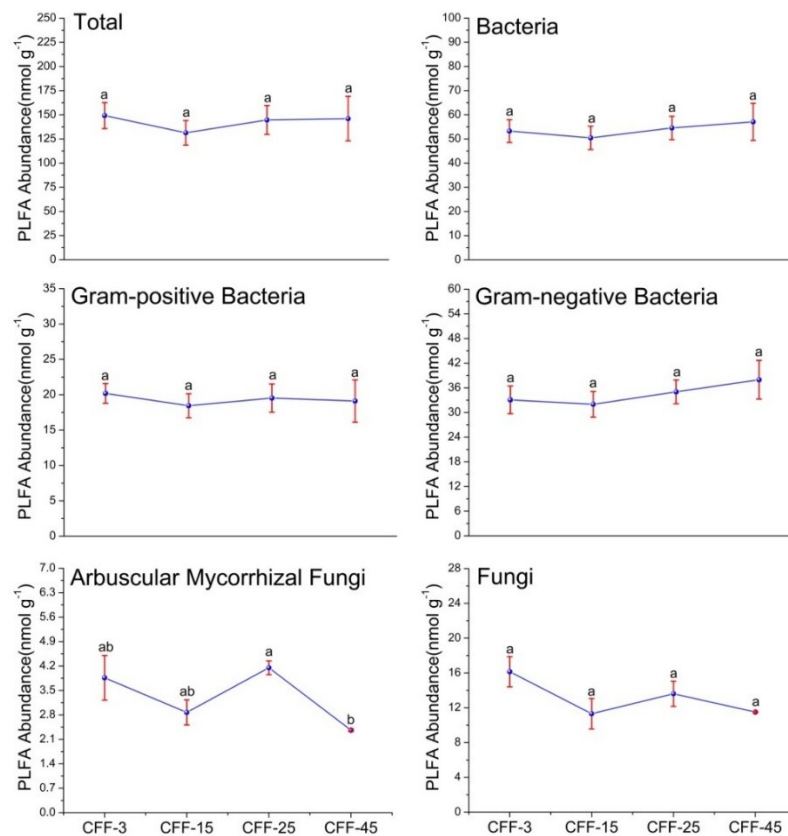 Total
PLFA Abundance(nmol g⁻¹)
250
225
200
175
150
125
100
75
50
25
0
a
a
a
a
Bacteria
PLFA Abundance(nmol g⁻¹)
100
90
80
70
60
50
40
30
20
10
0
a
a
a
a
Gram-positive Bacteria
PLFA Abundance(nmol g⁻¹)
35
30
25
20
15
10
5
0
a
a
a
a
Gram-negative Bacteria
PLFA Abundance(nmol g⁻¹)
60
54
48
42
36
30
24
18
12
6
0
a
a
a
a
Arbuscular Mycorrhizal Fungi
PLFA Abundance(nmol g⁻¹)
7.0
6.3
5.6
4.9
4.2
3.5
2.8
2.1
1.4
0.7
0.0
ab
ab
a
b
CFF-3 CFF-15 CFF-25 CFF-45
Fungi
PLFA Abundance(nmol g⁻¹)
28
24
20
16
12
8
4
0
a
a
a
a
CFF-3 CFF-15 CFF-25 CFF-45